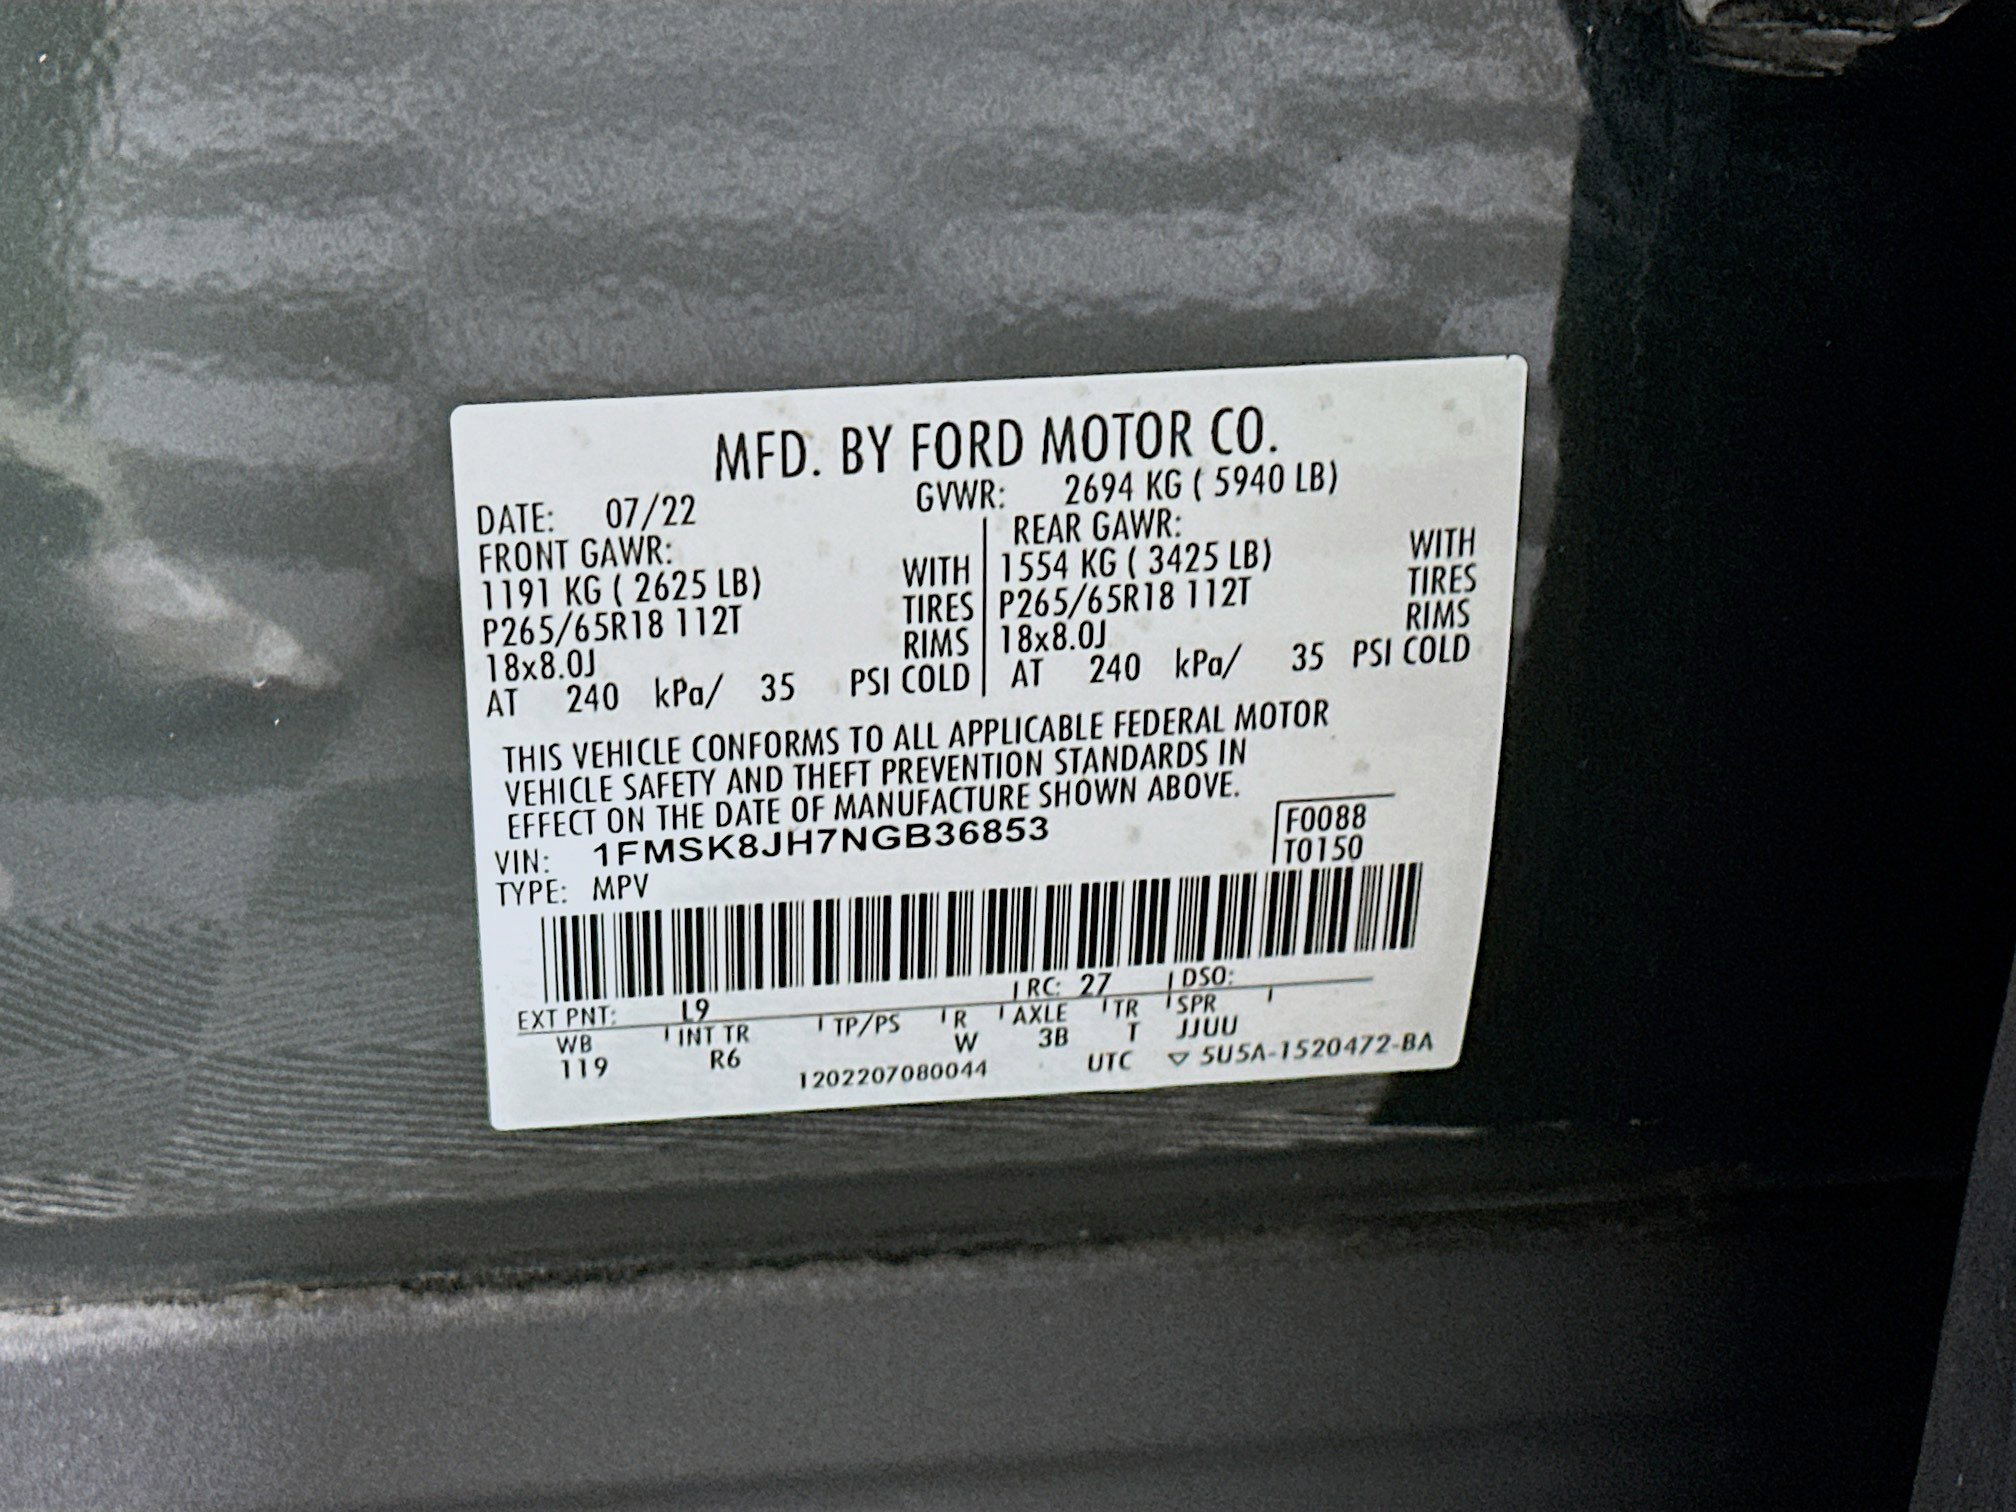 MFD. BY FORD MOTOR CO.
DATE: 07/22 GVWR: 2694 KG ( 5940 LB)
FRONT GAWR: REAR GAWR:
1191 KG ( 2625 LB) WITH 1554 KG ( 3425 LB) WITH
P265/65R18 112T TIRES P265/65R18 112T TIRES
18x8.0J RIMS 18x8.0J RIMS
AT 240 kPa/ 35 PSI COLD AT 240 kPa/ 35 PSI COLD
THIS VEHICLE CONFORMS TO ALL APPLICABLE FEDERAL MOTOR
VEHICLE SAFETY AND THEFT PREVENTION STANDARDS IN
EFFECT ON THE DATE OF MANUFACTURE SHOWN ABOVE.
VIN: 1FMSK8JH7NGB36853 F0088
TYPE: MPV T0150
EXT PNT: L9 RC: 27 DSO:
WB INT TR TP/PS R AXLE TR SPR
119 R6 W 3B T JJUU
1202207080044 UTC ▽ 5U5A-1520472-BA